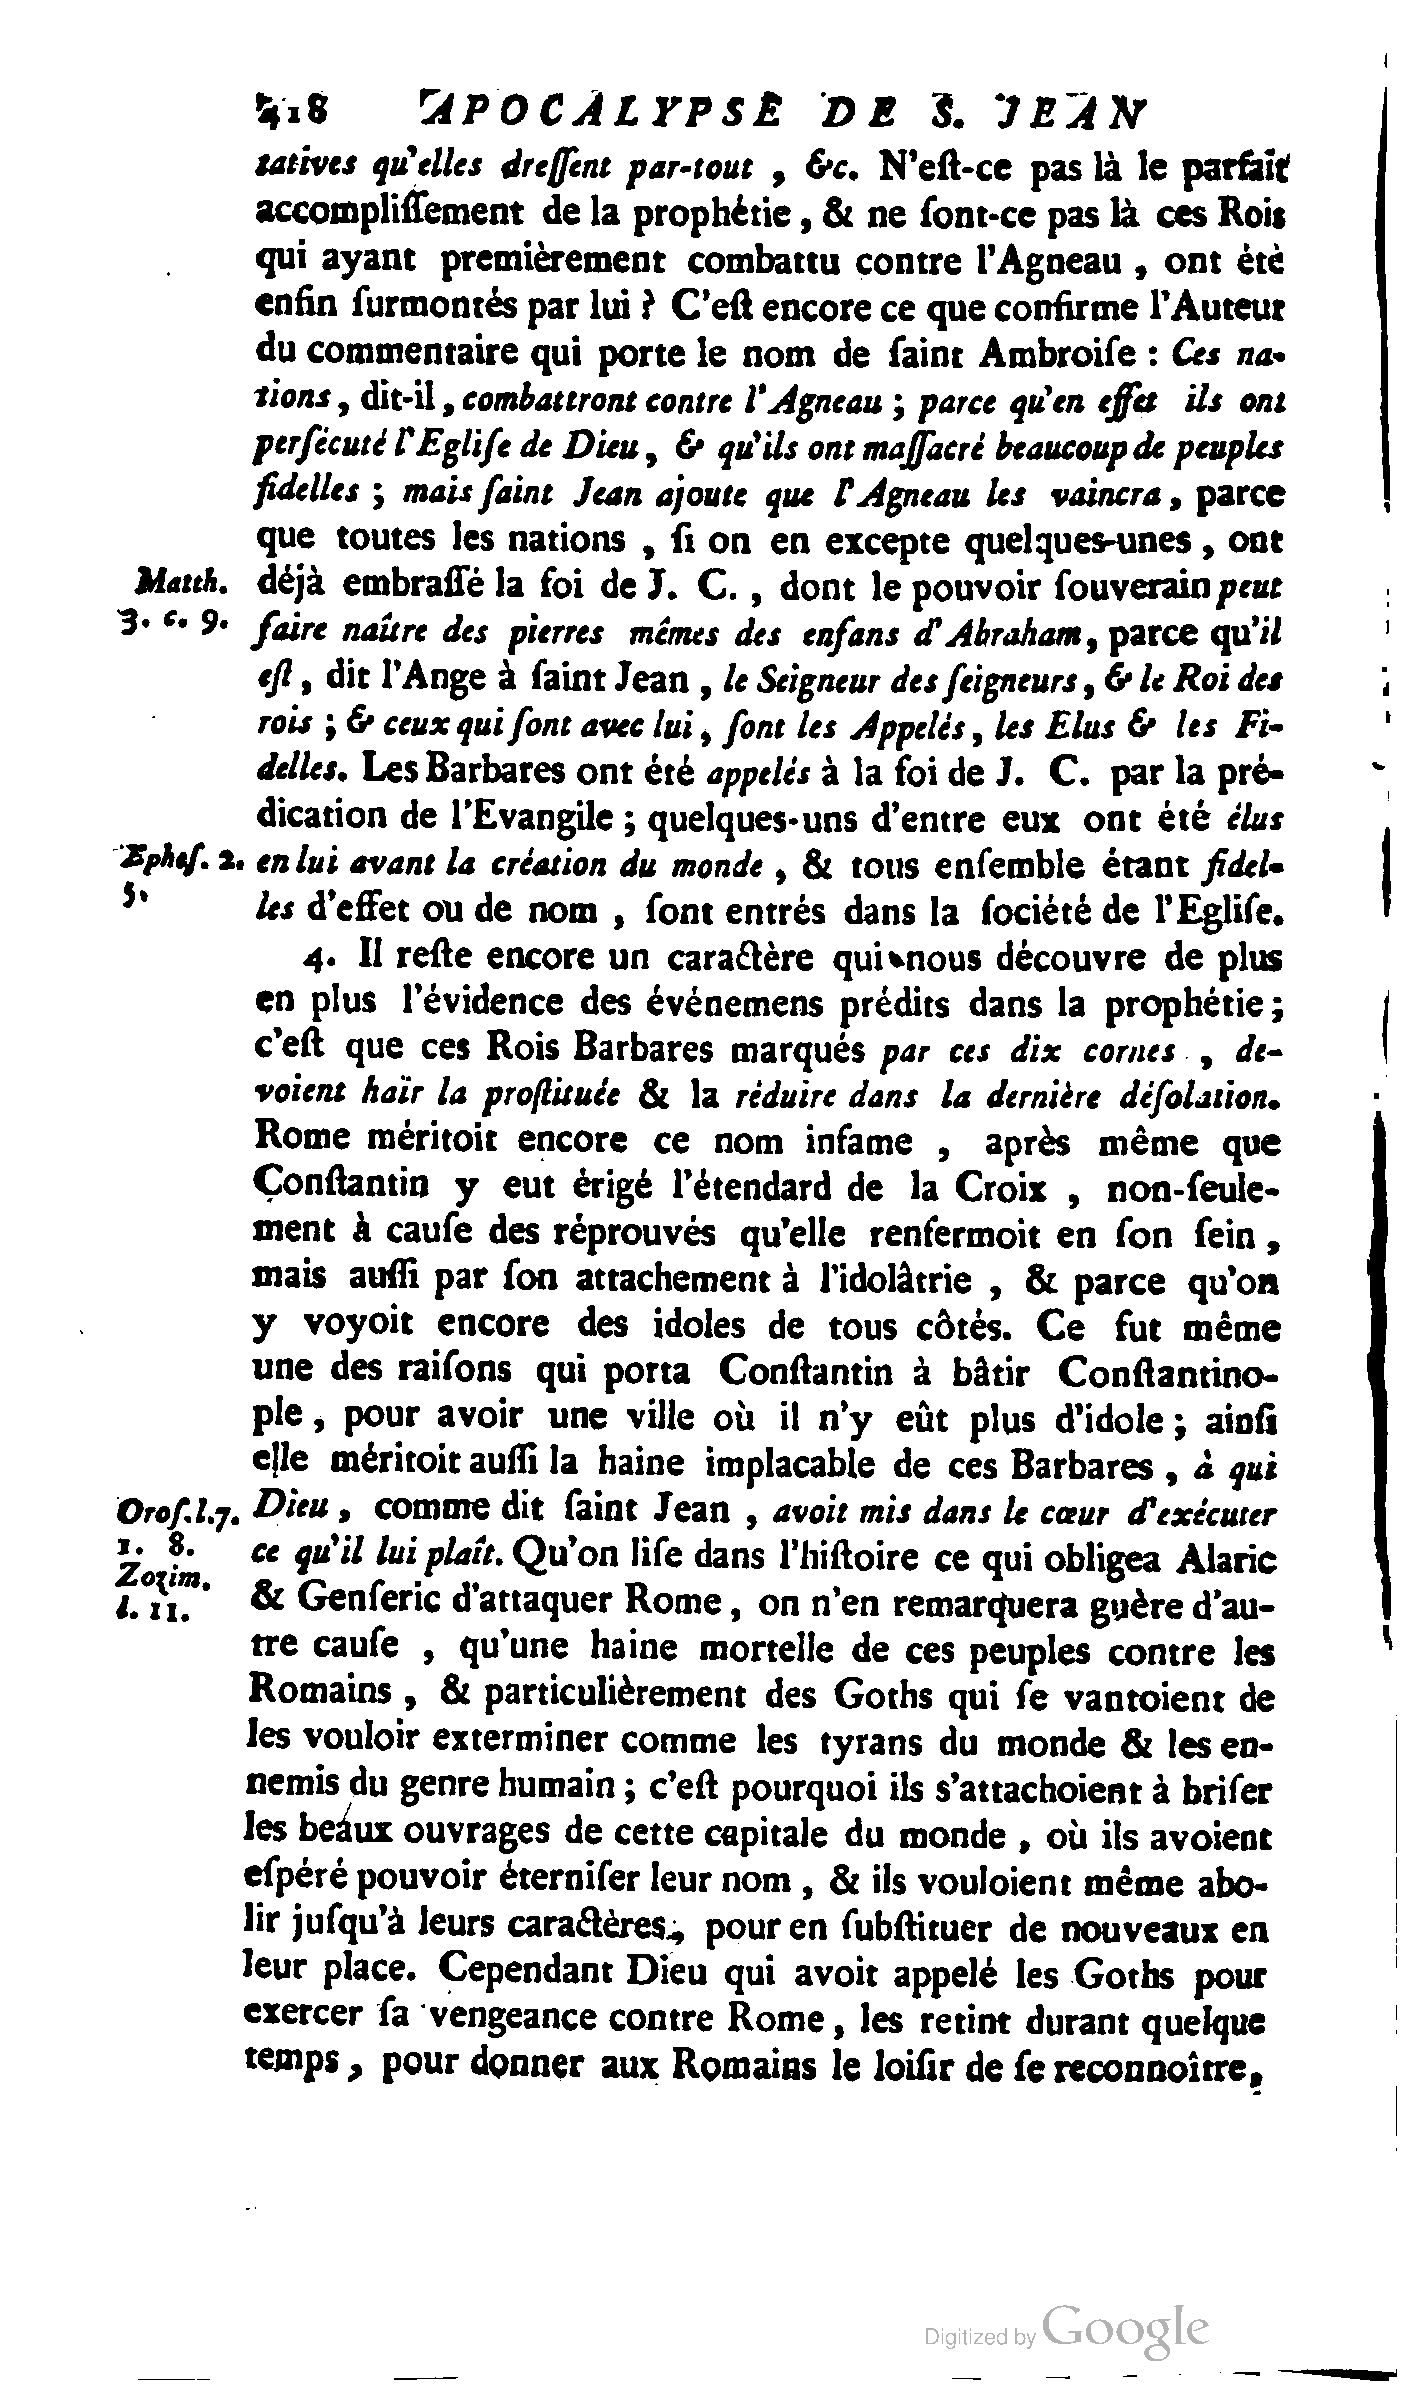 418 APOCALYPSE DE S. JEAN
tatives qu'elles dreſſent par-tout, &c. N'eſt-ce pas là le parfait
accompliſſement de la prophétie, & ne ſont-ce pas là ces Rois
qui ayant premièrement combattu contre l'Agneau, ont été
enfin ſurmontés par lui ? C'eſt encore ce que confirme l'Auteur
du commentaire qui porte le nom de ſaint Ambroiſe : Ces na-
tions, dit-il, combattront contre l'Agneau ; parce qu'en effet ils ont
perſécuté l'Egliſe de Dieu, & qu'ils ont maſſacré beaucoup de peuples
fidelles ; mais ſaint Jean ajoute que l'Agneau les vaincra, parce
que toutes les nations, ſi on en excepte quelques-unes, ont
Matth. déjà embraſſé la foi de J. C., dont le pouvoir ſouverain peut
3. c. 9. faire naître des pierres mêmes des enfans d'Abraham, parce qu'il
eſt, dit l'Ange à ſaint Jean, le Seigneur des ſeigneurs, & le Roi des
rois ; & ceux qui ſont avec lui, ſont les Appelés, les Elus & les Fi-
delles. Les Barbares ont été appelés à la foi de J. C. par la pré-
dication de l'Evangile ; quelques-uns d'entre eux ont été élus
Epheſ. 2. en lui avant la création du monde, & tous enſemble étant fidel-
5. les d'effet ou de nom, ſont entrés dans la ſociété de l'Egliſe.
4. Il reſte encore un caractère qui nous découvre de plus
en plus l'évidence des événemens prédits dans la prophétie ;
c'eſt que ces Rois Barbares marqués par ces dix cornes, de-
voient haïr la proſtituée & la réduire dans la dernière déſolation.
Rome méritoit encore ce nom infame, après même que
Conſtantin y eut érigé l'étendard de la Croix, non-ſeule-
ment à cauſe des réprouvés qu'elle renfermoit en ſon ſein,
mais auſſi par ſon attachement à l'idolâtrie, & parce qu'on
y voyoit encore des idoles de tous côtés. Ce fut même
une des raiſons qui porta Conſtantin à bâtir Conſtantino-
ple, pour avoir une ville où il n'y eût plus d'idole ; ainſi
elle méritoit auſſi la haine implacable de ces Barbares, à qui
Oroſ. l. 7. Dieu, comme dit ſaint Jean, avoit mis dans le cœur d'exécuter
1. 8. ce qu'il lui plaît. Qu'on liſe dans l'hiſtoire ce qui obligea Alaric
Zozim.
l. 11. & Genſeric d'attaquer Rome, on n'en remarquera guère d'au-
tre cauſe, qu'une haine mortelle de ces peuples contre les
Romains, & particulièrement des Goths qui ſe vantoient de
les vouloir exterminer comme les tyrans du monde & les en-
nemis du genre humain ; c'eſt pourquoi ils s'attachoient à briſer
les beaux ouvrages de cette capitale du monde, où ils avoient
eſpéré pouvoir éterniſer leur nom, & ils vouloient même abo-
lir juſqu'à leurs caractères, pour en ſubſtituer de nouveaux en
leur place. Cependant Dieu qui avoit appelé les Goths pour
exercer ſa vengeance contre Rome, les retint durant quelque
temps, pour donner aux Romains le loiſir de ſe reconnoître,
Digitized by Google